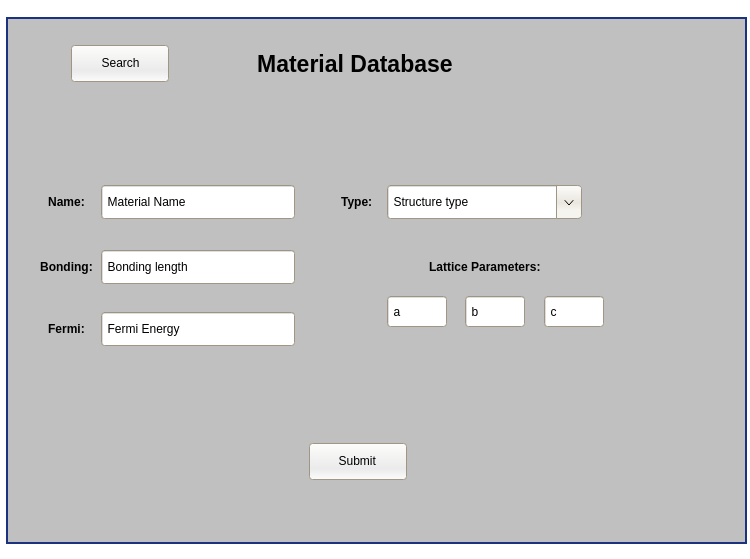 Search
Material Database
Name:
Material Name
Type:
Structure type
Bonding:
Bonding length
Lattice Parameters:
a
b
c
Fermi:
Fermi Energy
Submit